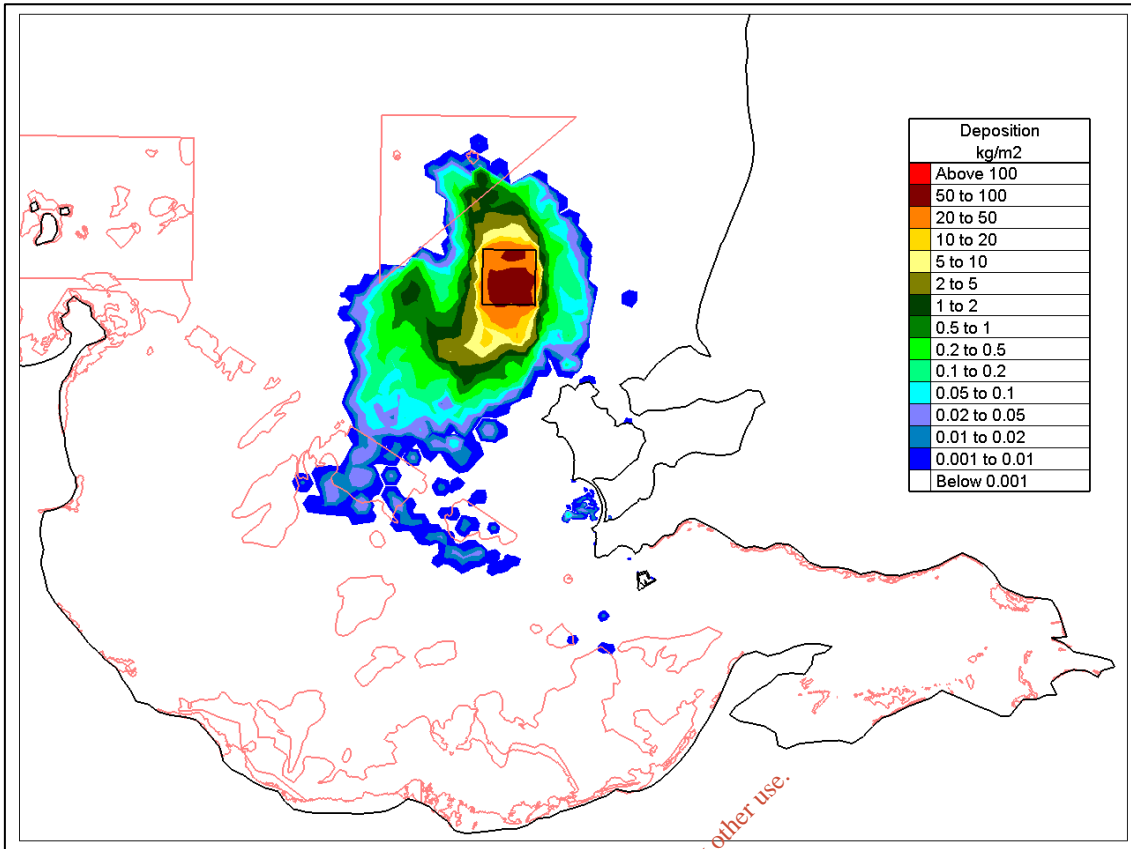 Deposition
kg/m2
Above 100
50 to 100
20 to 50
10 to 20
5 to 10
2 to 5
1 to 2
0.5 to 1
0.2 to 0.5
0.1 to 0.2
0.05 to 0.1
0.02 to 0.05
0.01 to 0.02
0.001 to 0.01
Below 0.001
other use.